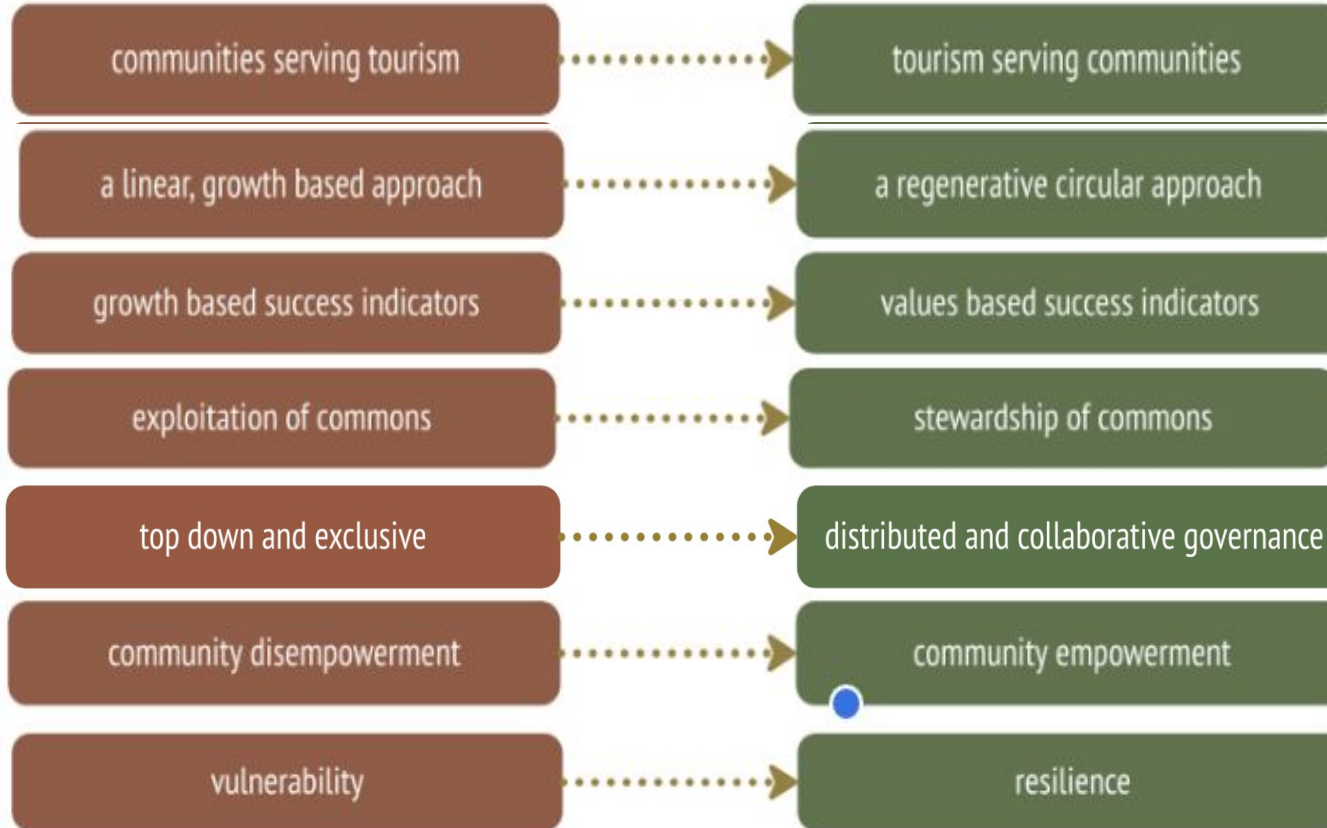 communities serving tourism
tourism serving communities
a linear, growth based approach
a regenerative circular approach
growth based success indicators
values based success indicators
exploitation of commons
stewardship of commons
top down and exclusive
distributed and collaborative governance
community disempowerment
community empowerment
vulnerability
resilience